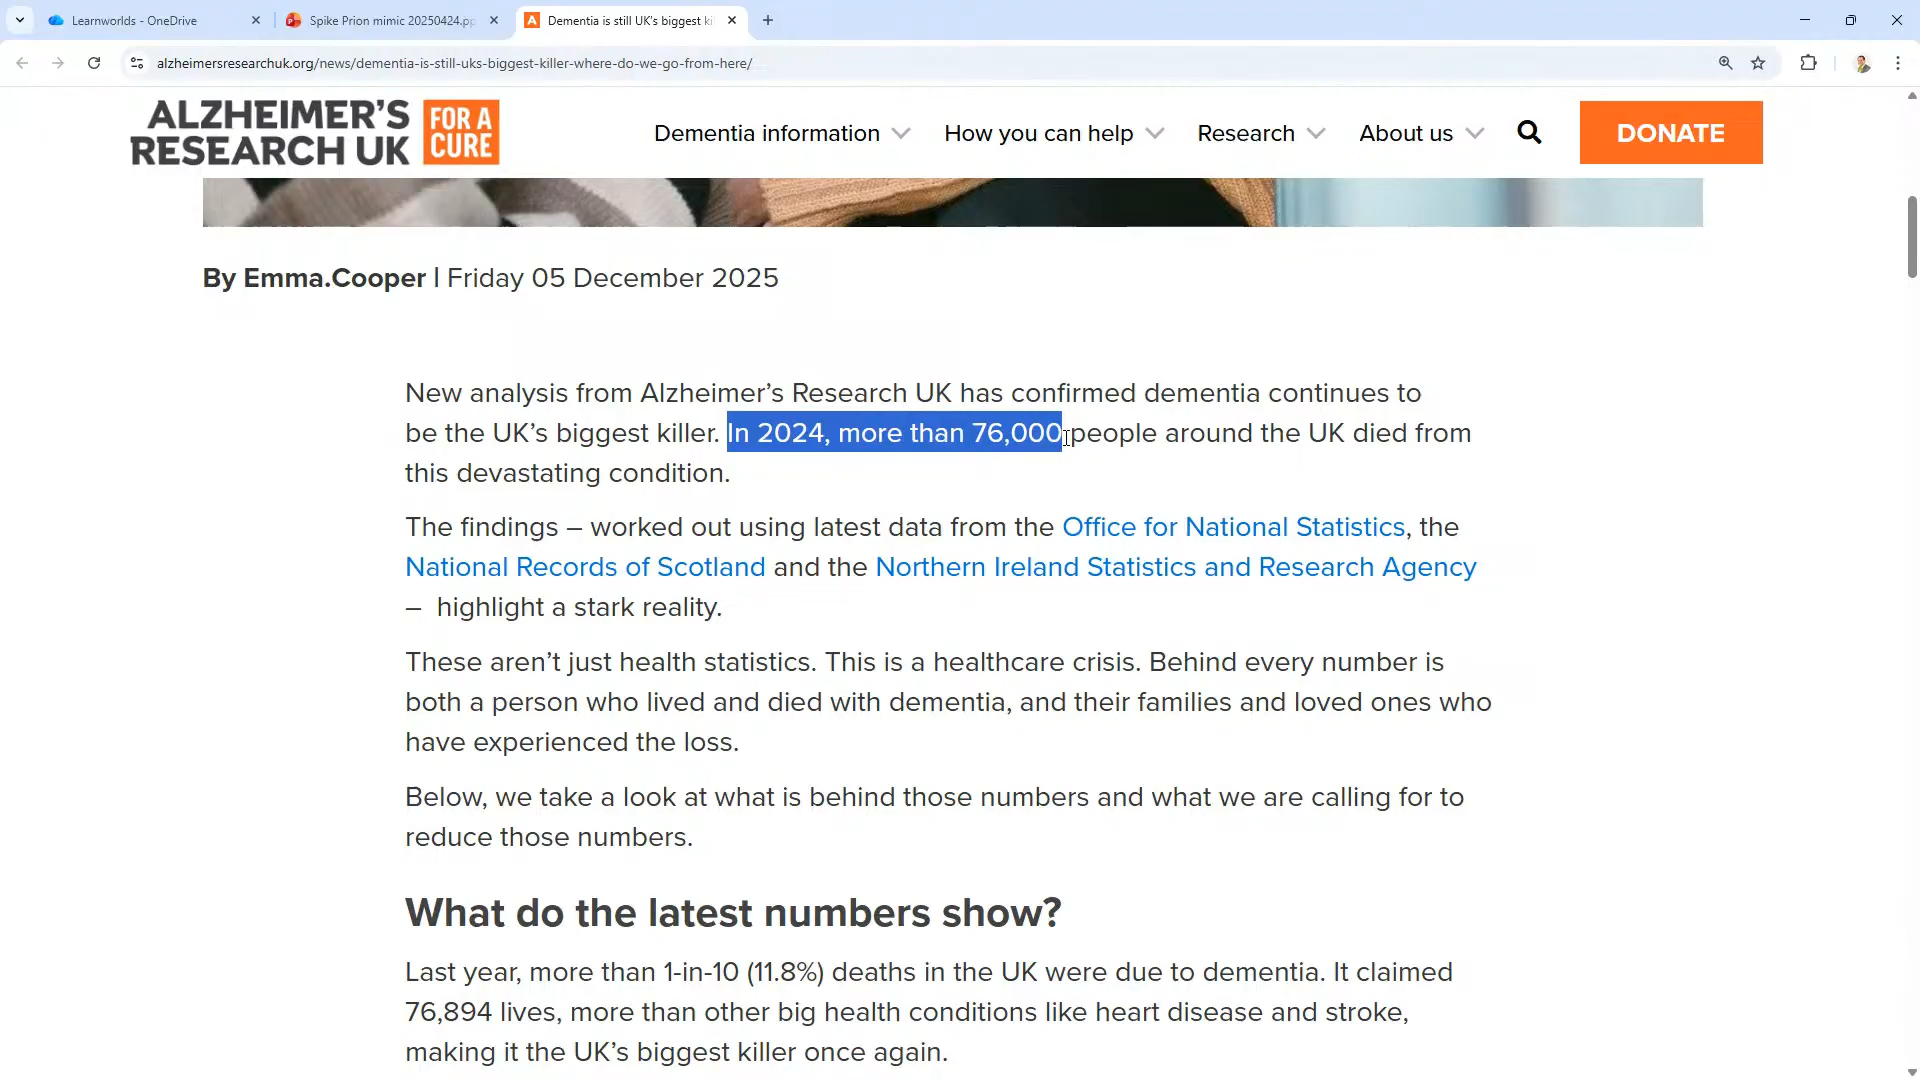 Learnworlds - OneDrive
Spike Prion mimic 20250424.pp
Dementia is still UK's biggest ki
alzheimersresearchuk.org/news/dementia-is-still-uks-biggest-killer-where-do-we-go-from-here/
ALZHEIMER'S
RESEARCH UK
FOR A
CURE
Dementia information
How you can help
Research
About us
DONATE
By Emma.Cooper | Friday 05 December 2025
New analysis from Alzheimer's Research UK has confirmed dementia continues to
be the UK's biggest killer. In 2024, more than 76,000 people around the UK died from
this devastating condition.
The findings – worked out using latest data from the Office for National Statistics, the
National Records of Scotland and the Northern Ireland Statistics and Research Agency
– highlight a stark reality.
These aren't just health statistics. This is a healthcare crisis. Behind every number is
both a person who lived and died with dementia, and their families and loved ones who
have experienced the loss.
Below, we take a look at what is behind those numbers and what we are calling for to
reduce those numbers.
What do the latest numbers show?
Last year, more than 1-in-10 (11.8%) deaths in the UK were due to dementia. It claimed
76,894 lives, more than other big health conditions like heart disease and stroke,
making it the UK's biggest killer once again.